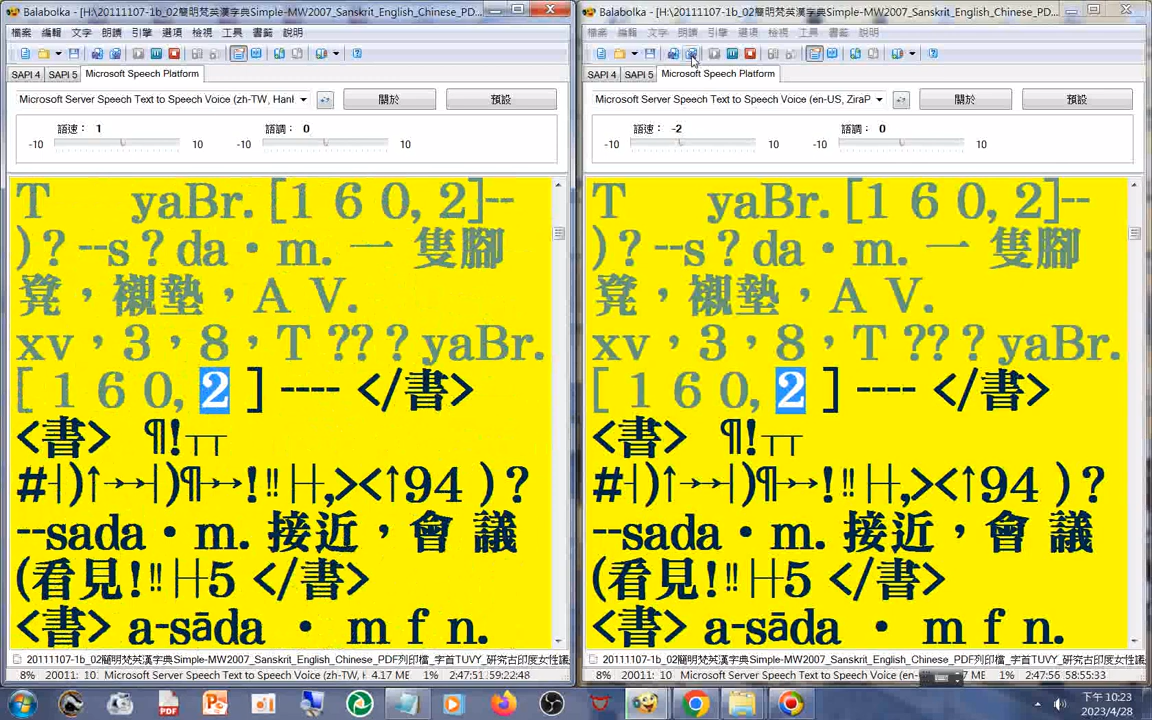 Balabolka - [H:\20111107-1b_02簡明梵英漢字典Simple-MW2007_Sanskrit_English_Chinese_PD...
檔案 編輯 文字 朗讀 引擎 選項 檢視 工具 書籤 說明
SAPI 4 SAPI 5 Microsoft Speech Platform
Microsoft Server Speech Text to Speech Voice (zh-TW, Hanl
關於 預設
語速： 1 語調： 0
-10 10 -10 10
T yaBr. [1 6 0, 2]--
)？--s？da·m. 一 隻腳
凳，襯墊，A V.
xv，3，8，T ???？yaBr.
[ 1 6 0, 2 ] ---- </書>
<書> ¶!┬┬
#┤)↑→→┤)¶→→!‼├┼,><↑94 )？
--sada·m. 接近，會 議
(看見!‼├┼5 </書>
<書> a-sāda · m f n.
20111107-1b_02簡明梵英漢字典Simple-MW2007_Sanskrit_English_Chinese_PDF列印檔_字首TUVY_研究古印度女性議
8% 20011: 10 Microsoft Server Speech Text to Speech Voice (zh-TW, 4.17 MB 1% 2:47:51 59:22:48
Balabolka - [H:\20111107-1b_02簡明梵英漢字典Simple-MW2007_Sanskrit_English_Chinese_PD...
檔案 編輯 文字 朗讀 引擎 選項 檢視 工具 書籤 說明
SAPI 4 SAPI 5 Microsoft Speech Platform
Microsoft Server Speech Text to Speech Voice (en-US, ZiraP
關於 預設
語速： -2 語調： 0
-10 10 -10 10
T yaBr. [1 6 0, 2]--
)？--s？da·m. 一 隻腳
凳，襯墊，A V.
xv，3，8，T ???？yaBr.
[ 1 6 0, 2 ] ---- </書>
<書> ¶!┬┬
#┤)↑→→┤)¶→→!‼├┼,><↑94 )？
--sada·m. 接近，會 議
(看見!‼├┼5 </書>
<書> a-sāda · m f n.
20111107-1b_02簡明梵英漢字典Simple-MW2007_Sanskrit_English_Chinese_PDF列印檔_字首TUVY_研究古印度女性議
8% 20011: 10 Microsoft Server Speech Text to Speech Voice (en- 4.17 MB 1% 2:47:56 58:55:33
PDF
下午 10:23
2023/4/28